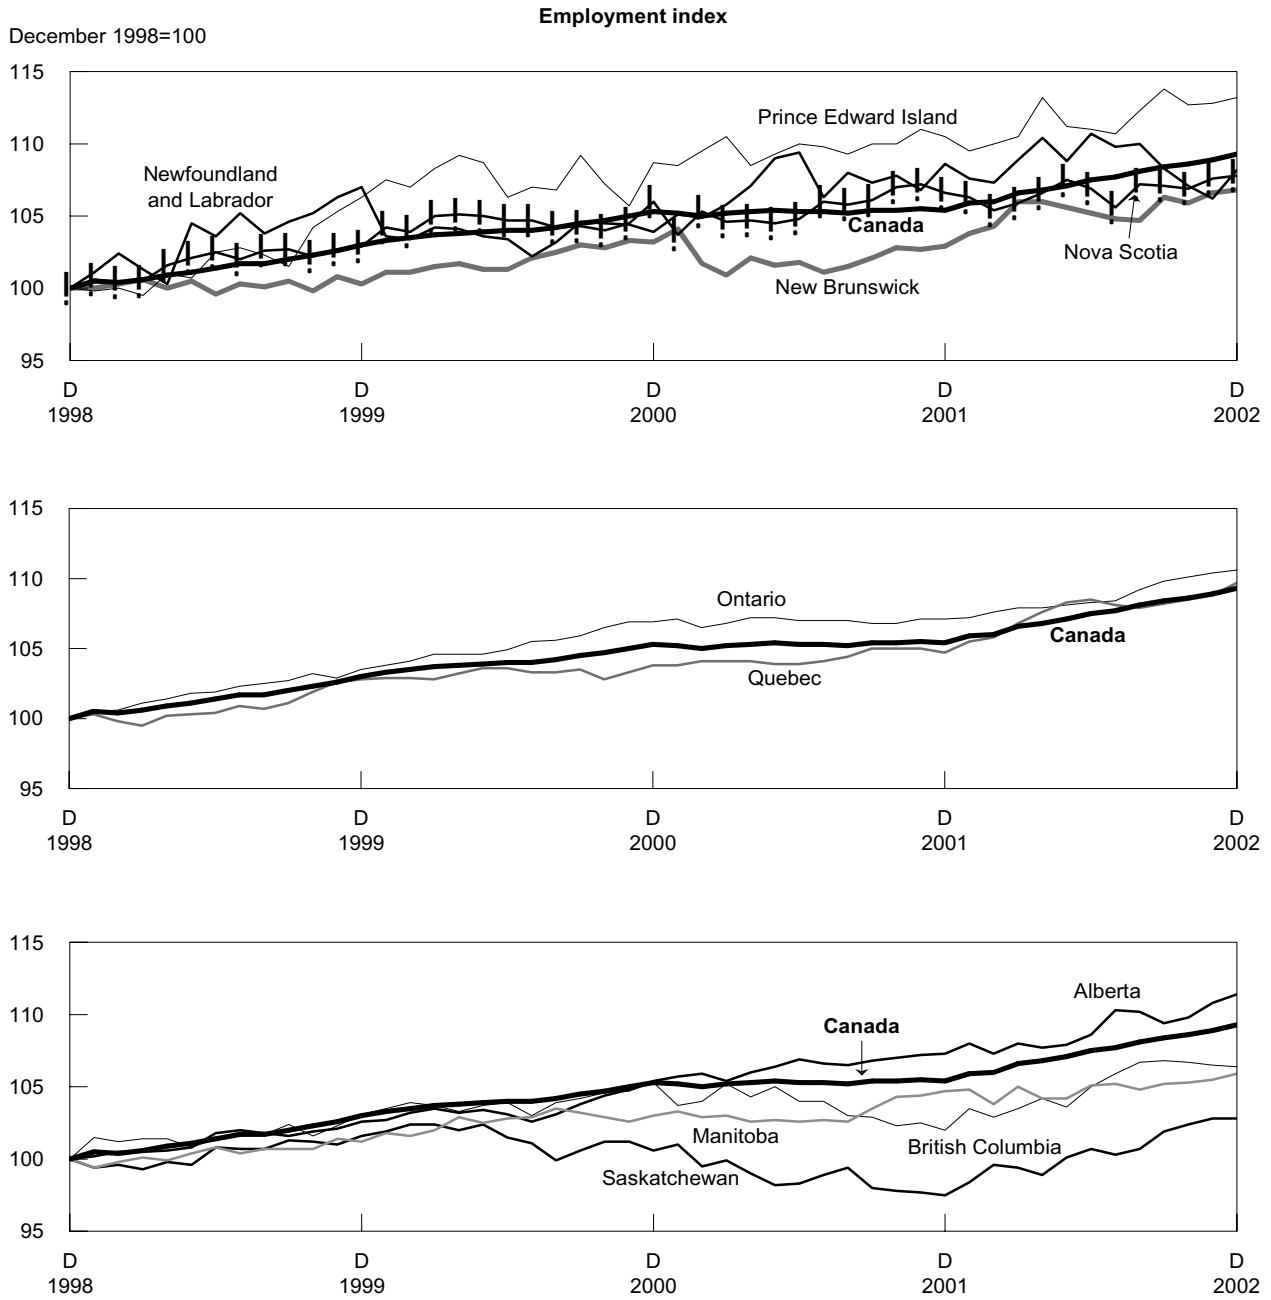 Employment index
December 1998=100
115
Prince Edward Island
110
Newfoundland
and Labrador
105
Canada
Nova Scotia
100
New Brunswick
95
D D D D D
1998 1999 2000 2001 2002
115
110
Ontario
Canada
105
Quebec
100
95
D D D D D
1998 1999 2000 2001 2002
115
Alberta
110
Canada
105
Manitoba
British Columbia
100
Saskatchewan
95
D D D D D
1998 1999 2000 2001 2002